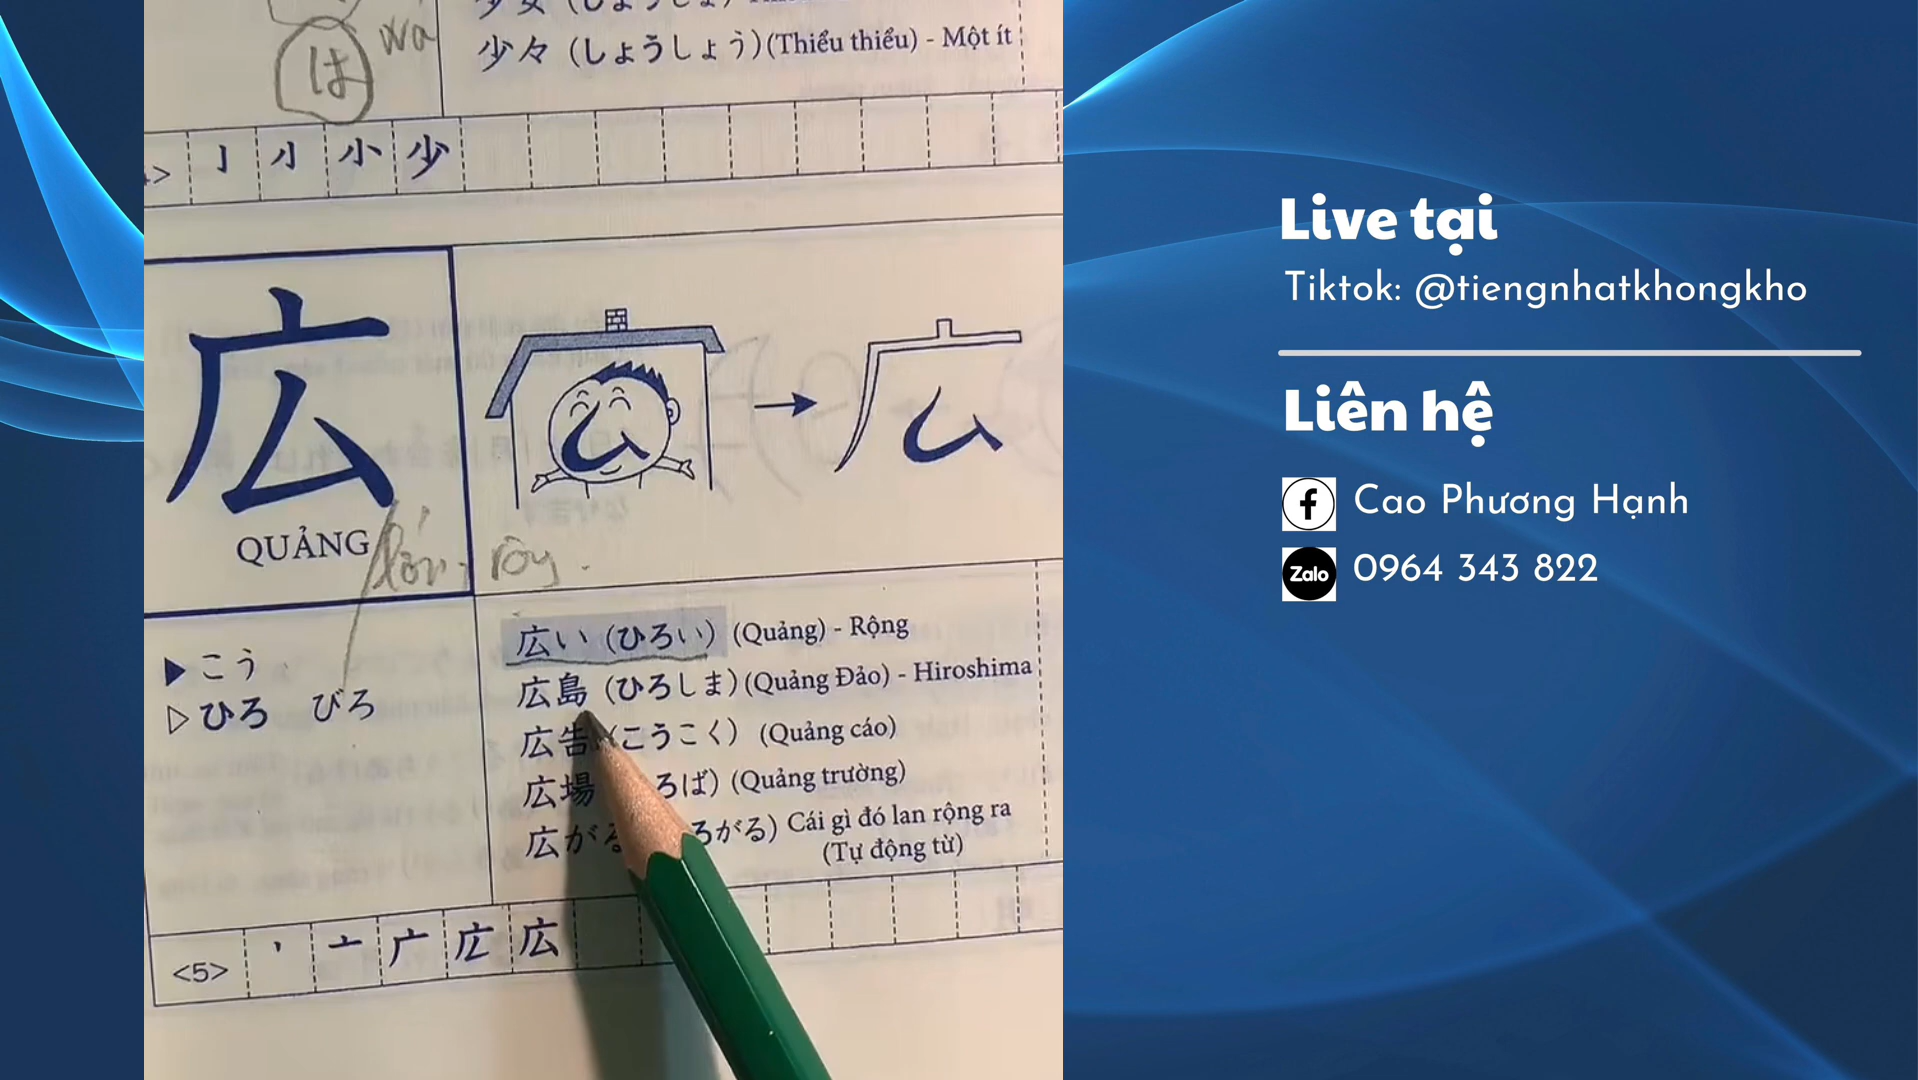 少々 (しょうしょう)(Thiểu thiểu) - Một ít
は
wa
亅 小 少
広
QUẢNG
rộng
▶ こう
▷ ひろ びろ
広い (ひろい) (Quảng) - Rộng
広島 (ひろしま)(Quảng Đảo) - Hiroshima
広告 (こうこく) (Quảng cáo)
広場 ろば) (Quảng trường)
広がる ろがる) Cái gì đó lan rộng ra
(Tự động từ)
<5> 丶 亠 广 広 広
Live tại
Tiktok: @tiengnhatkhongkho
Liên hệ
f Cao Phương Hạnh
Zalo 0964 343 822